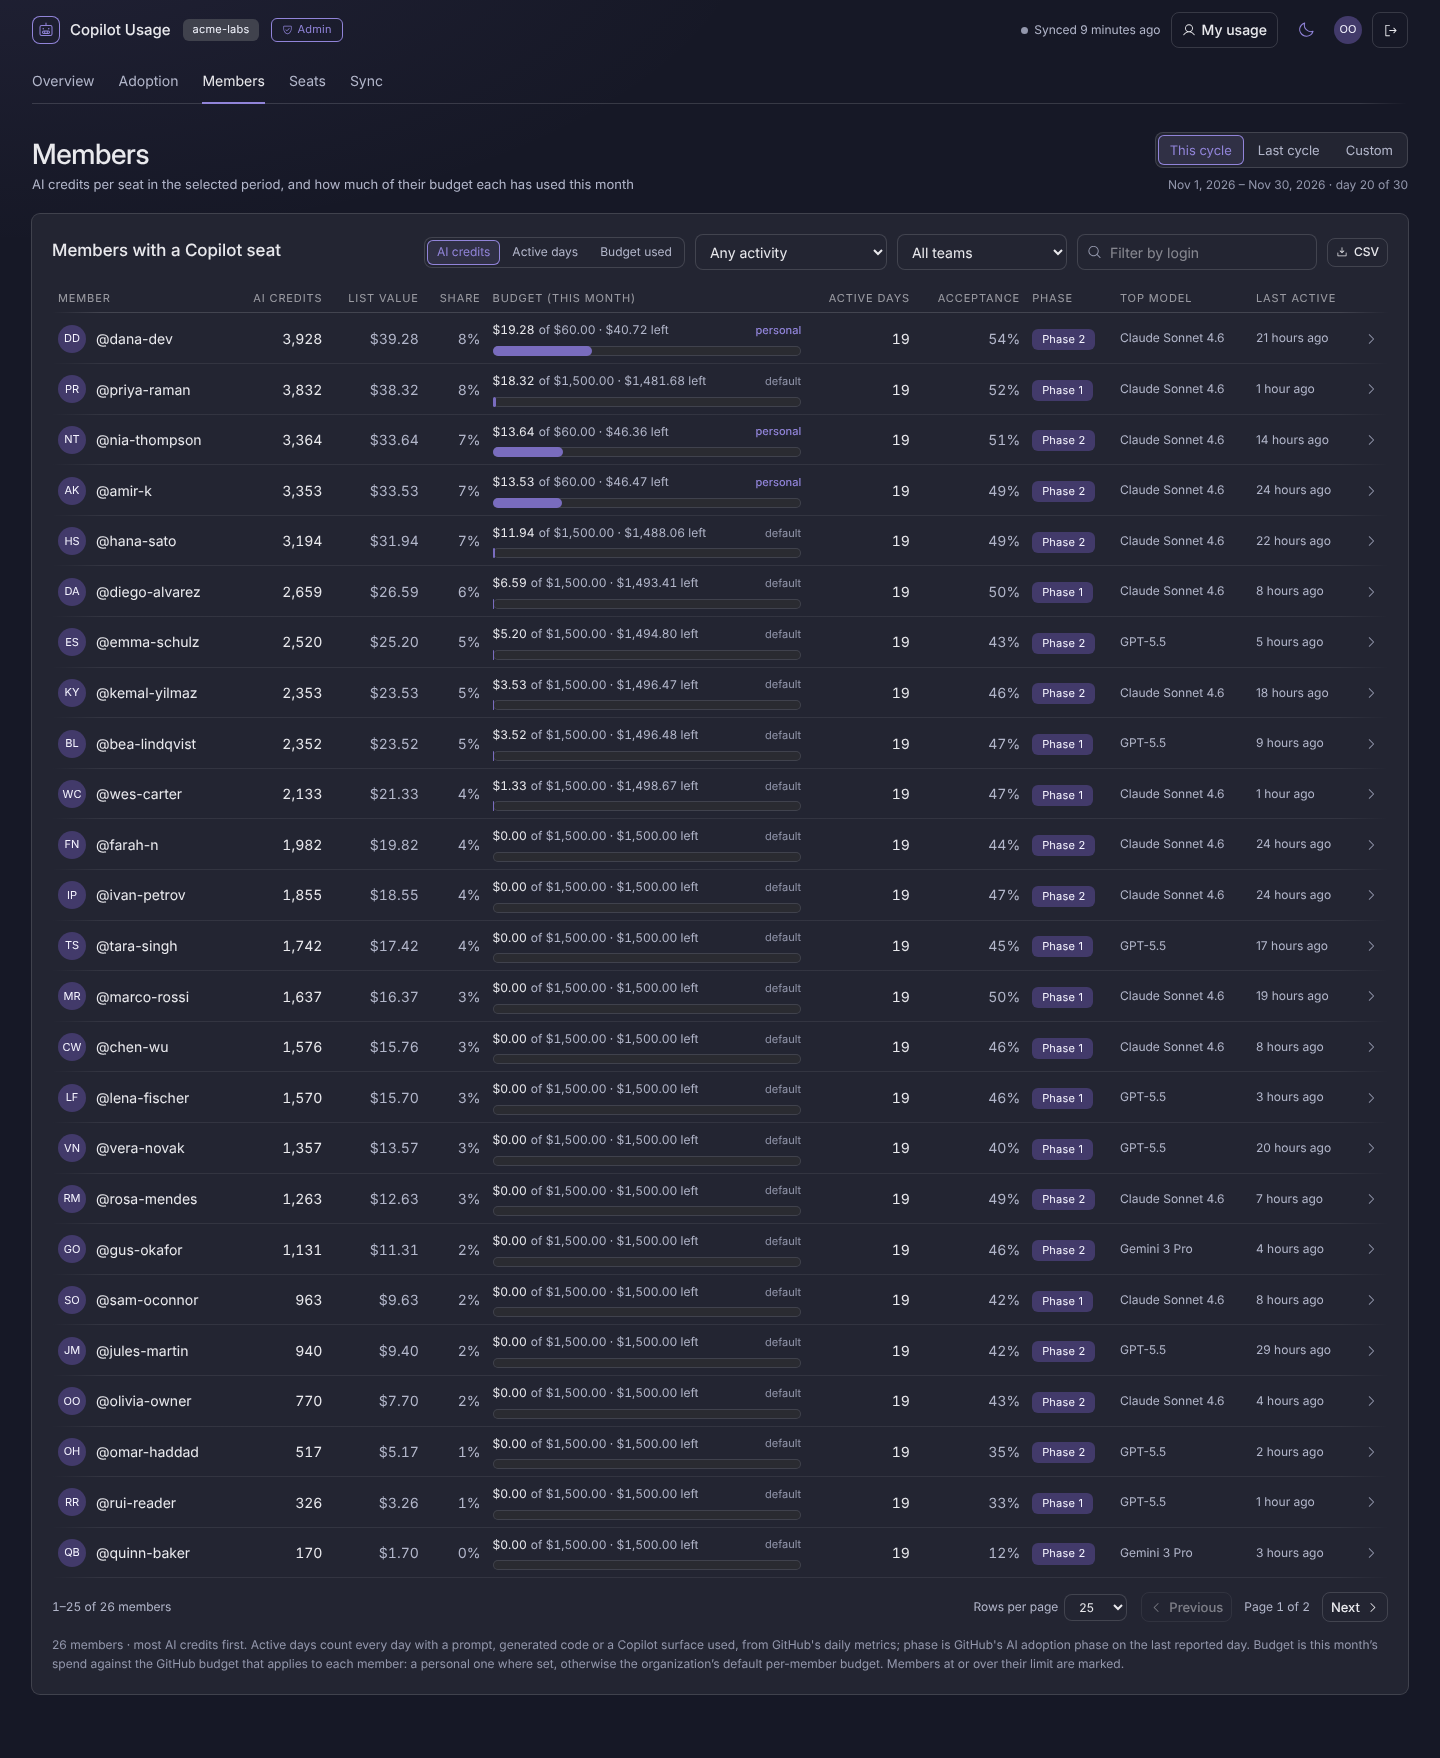 Copilot Usage acme-labs Admin Synced 9 minutes ago My usage OO
Overview Adoption Members Seats Sync
Members This cycle Last cycle Custom
AI credits per seat in the selected period, and how much of their budget each has used this month Nov 1, 2026 – Nov 30, 2026 · day 20 of 30
Members with a Copilot seat AI credits Active days Budget used Any activity All teams Filter by login CSV
MEMBER AI CREDITS LIST VALUE SHARE BUDGET (THIS MONTH) ACTIVE DAYS ACCEPTANCE PHASE TOP MODEL LAST ACTIVE
DD @dana-dev 3,928 $39.28 8% $19.28 of $60.00 · $40.72 left personal 19 54% Phase 2 Claude Sonnet 4.6 21 hours ago
PR @priya-raman 3,832 $38.32 8% $18.32 of $1,500.00 · $1,481.68 left default 19 52% Phase 1 Claude Sonnet 4.6 1 hour ago
NT @nia-thompson 3,364 $33.64 7% $13.64 of $60.00 · $46.36 left personal 19 51% Phase 2 Claude Sonnet 4.6 14 hours ago
AK @amir-k 3,353 $33.53 7% $13.53 of $60.00 · $46.47 left personal 19 49% Phase 2 Claude Sonnet 4.6 24 hours ago
HS @hana-sato 3,194 $31.94 7% $11.94 of $1,500.00 · $1,488.06 left default 19 49% Phase 2 Claude Sonnet 4.6 22 hours ago
DA @diego-alvarez 2,659 $26.59 6% $6.59 of $1,500.00 · $1,493.41 left default 19 50% Phase 1 Claude Sonnet 4.6 8 hours ago
ES @emma-schulz 2,520 $25.20 5% $5.20 of $1,500.00 · $1,494.80 left default 19 43% Phase 2 GPT-5.5 5 hours ago
KY @kemal-yilmaz 2,353 $23.53 5% $3.53 of $1,500.00 · $1,496.47 left default 19 46% Phase 2 Claude Sonnet 4.6 18 hours ago
BL @bea-lindqvist 2,352 $23.52 5% $3.52 of $1,500.00 · $1,496.48 left default 19 47% Phase 1 GPT-5.5 9 hours ago
WC @wes-carter 2,133 $21.33 4% $1.33 of $1,500.00 · $1,498.67 left default 19 47% Phase 1 Claude Sonnet 4.6 1 hour ago
FN @farah-n 1,982 $19.82 4% $0.00 of $1,500.00 · $1,500.00 left default 19 44% Phase 2 Claude Sonnet 4.6 24 hours ago
IP @ivan-petrov 1,855 $18.55 4% $0.00 of $1,500.00 · $1,500.00 left default 19 47% Phase 2 Claude Sonnet 4.6 24 hours ago
TS @tara-singh 1,742 $17.42 4% $0.00 of $1,500.00 · $1,500.00 left default 19 45% Phase 1 GPT-5.5 17 hours ago
MR @marco-rossi 1,637 $16.37 3% $0.00 of $1,500.00 · $1,500.00 left default 19 50% Phase 1 Claude Sonnet 4.6 19 hours ago
CW @chen-wu 1,576 $15.76 3% $0.00 of $1,500.00 · $1,500.00 left default 19 46% Phase 1 Claude Sonnet 4.6 8 hours ago
LF @lena-fischer 1,570 $15.70 3% $0.00 of $1,500.00 · $1,500.00 left default 19 46% Phase 1 GPT-5.5 3 hours ago
VN @vera-novak 1,357 $13.57 3% $0.00 of $1,500.00 · $1,500.00 left default 19 40% Phase 1 GPT-5.5 20 hours ago
RM @rosa-mendes 1,263 $12.63 3% $0.00 of $1,500.00 · $1,500.00 left default 19 49% Phase 2 Claude Sonnet 4.6 7 hours ago
GO @gus-okafor 1,131 $11.31 2% $0.00 of $1,500.00 · $1,500.00 left default 19 46% Phase 2 Gemini 3 Pro 4 hours ago
SO @sam-oconnor 963 $9.63 2% $0.00 of $1,500.00 · $1,500.00 left default 19 42% Phase 1 Claude Sonnet 4.6 8 hours ago
JM @jules-martin 940 $9.40 2% $0.00 of $1,500.00 · $1,500.00 left default 19 42% Phase 2 GPT-5.5 29 hours ago
OO @olivia-owner 770 $7.70 2% $0.00 of $1,500.00 · $1,500.00 left default 19 43% Phase 2 Claude Sonnet 4.6 4 hours ago
OH @omar-haddad 517 $5.17 1% $0.00 of $1,500.00 · $1,500.00 left default 19 35% Phase 2 GPT-5.5 2 hours ago
RR @rui-reader 326 $3.26 1% $0.00 of $1,500.00 · $1,500.00 left default 19 33% Phase 1 GPT-5.5 1 hour ago
QB @quinn-baker 170 $1.70 0% $0.00 of $1,500.00 · $1,500.00 left default 19 12% Phase 2 Gemini 3 Pro 3 hours ago
1–25 of 26 members Rows per page 25 Previous Page 1 of 2 Next
26 members · most AI credits first. Active days count every day with a prompt, generated code or a Copilot surface used, from GitHub's daily metrics; phase is GitHub's AI adoption phase on the last reported day. Budget is this month's
spend against the GitHub budget that applies to each member: a personal one where set, otherwise the organization's default per-member budget. Members at or over their limit are marked.